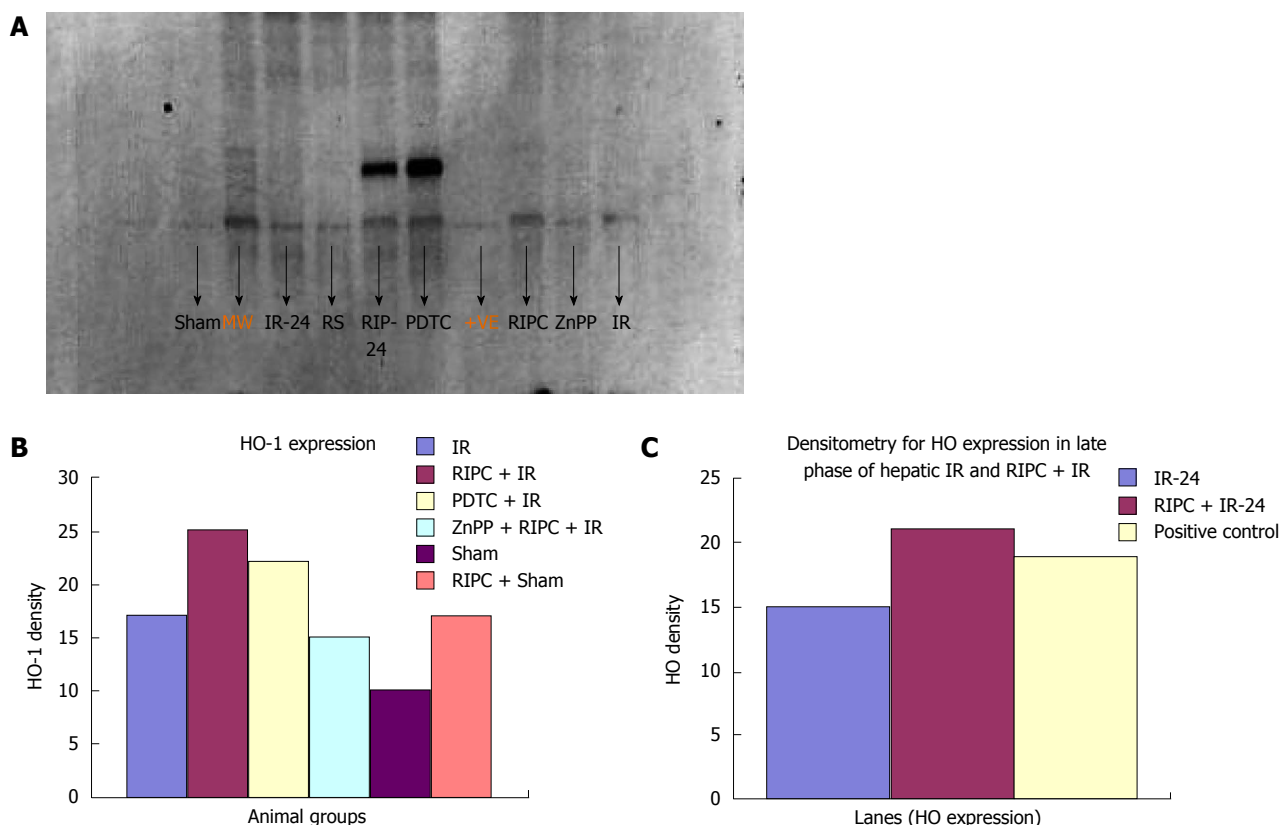 A
Sham MW IR-24 RS RIP- PDTC +VE RIPC ZnPP IR
24
B
HO-1 expression
IR
RIPC + IR
PDTC + IR
ZnPP + RIPC + IR
Sham
RIPC + Sham
30
25
20
15
10
5
0
HO-1 density
Animal groups
C
Densitometry for HO expression in late
phase of hepatic IR and RIPC + IR
IR-24
RIPC + IR-24
Positive control
25
20
15
10
5
0
HO density
Lanes (HO expression)